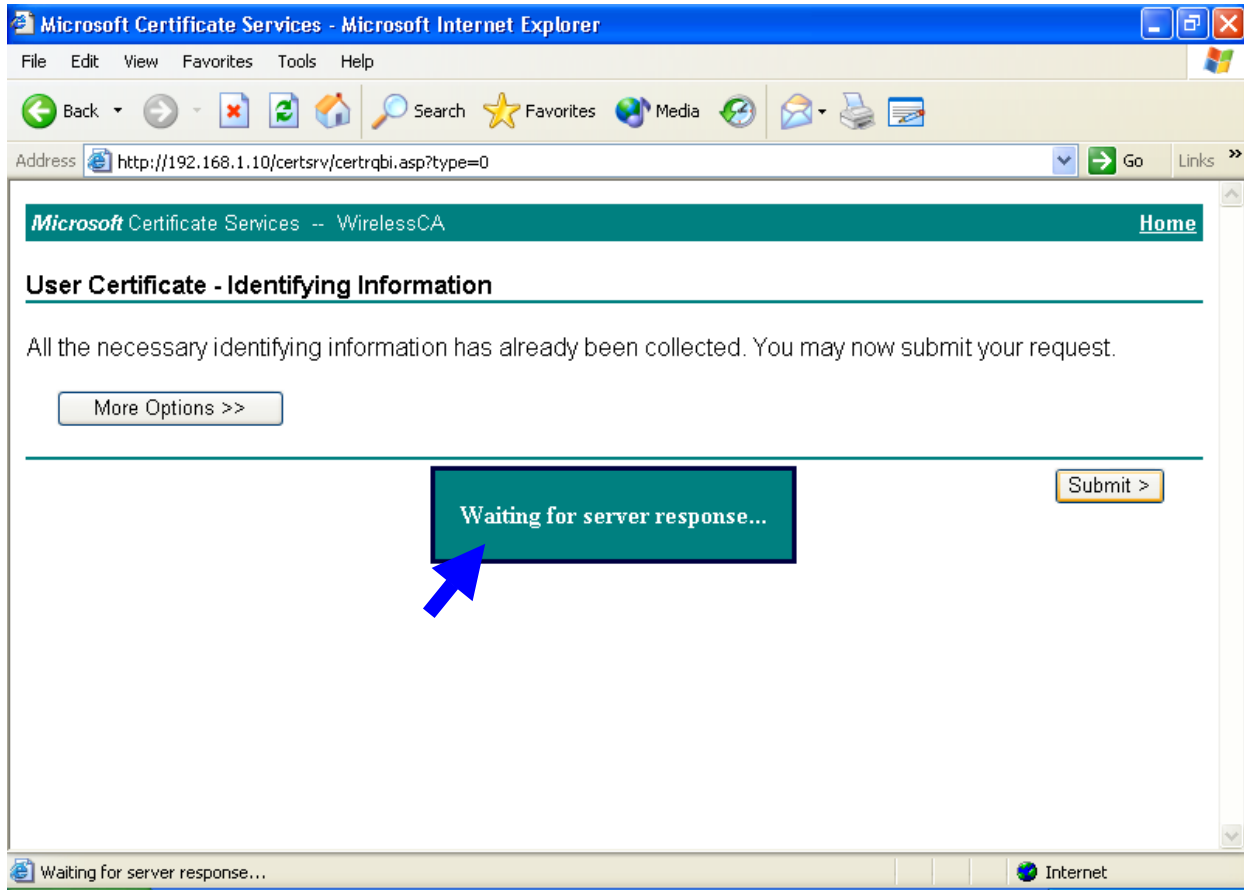 Microsoft Certificate Services - Microsoft Internet Explorer
File Edit View Favorites Tools Help
Back Search Favorites Media
Address http://192.168.1.10/certsrv/certrqbi.asp?type=0 Go Links »
Microsoft Certificate Services -- WirelessCA Home
User Certificate - Identifying Information
All the necessary identifying information has already been collected. You may now submit your request.
More Options >>
Submit >
Waiting for server response...
Waiting for server response... Internet